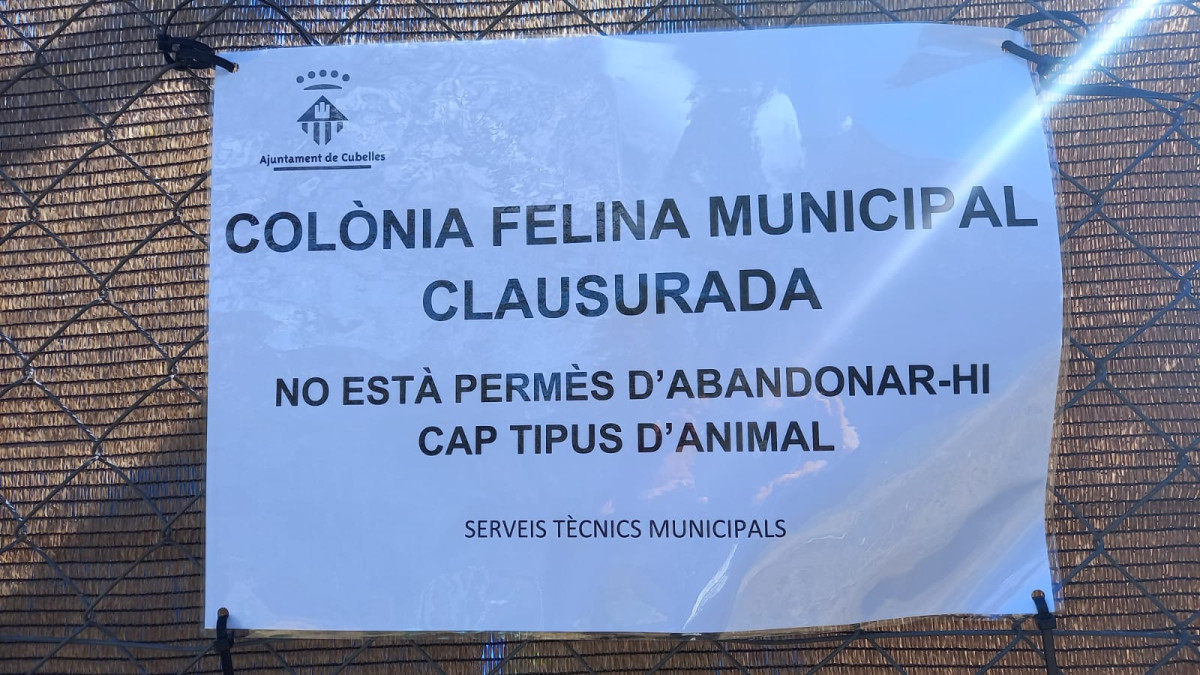 Ajuntament de Cubelles
COLÒNIA FELINA MUNICIPAL
CLAUSURADA
NO ESTÀ PERMÈS D’ABANDONAR-HI
CAP TIPUS D’ANIMAL
SERVEIS TÈCNICS MUNICIPALS